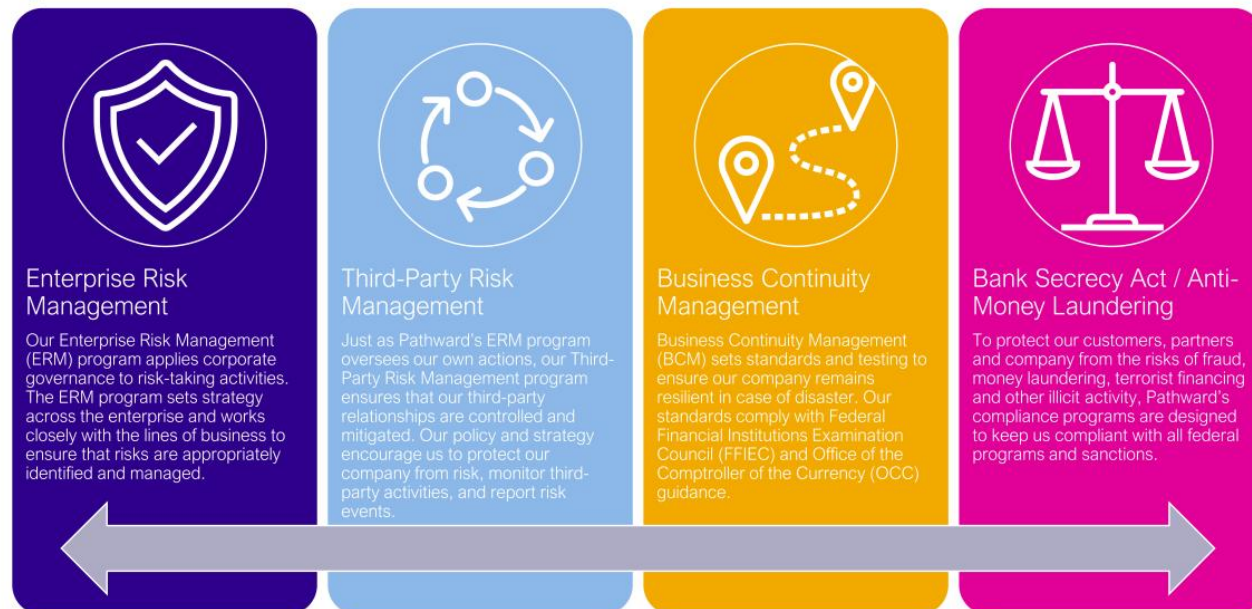 Enterprise Risk
Management
Our Enterprise Risk Management
(ERM) program applies corporate
governance to risk-taking activities.
The ERM program sets strategy
across the enterprise and works
closely with the lines of business to
ensure that risks are appropriately
identified and managed.
Third-Party Risk
Management
Just as Pathward's ERM program
oversees our own actions, our Third-
Party Risk Management program
ensures that our third-party
relationships are controlled and
mitigated. Our policy and strategy
encourage us to protect our
company from risk, monitor third-
party activities, and report risk
events.
Business Continuity
Management
Business Continuity Management
(BCM) sets standards and testing to
ensure our company remains
resilient in case of disaster. Our
standards comply with Federal
Financial Institutions Examination
Council (FFIEC) and Office of the
Comptroller of the Currency (OCC)
guidance.
Bank Secrecy Act / Anti-
Money Laundering
To protect our customers, partners
and company from the risks of fraud,
money laundering, terrorist financing
and other illicit activity, Pathward's
compliance programs are designed
to keep us compliant with all federal
programs and sanctions.